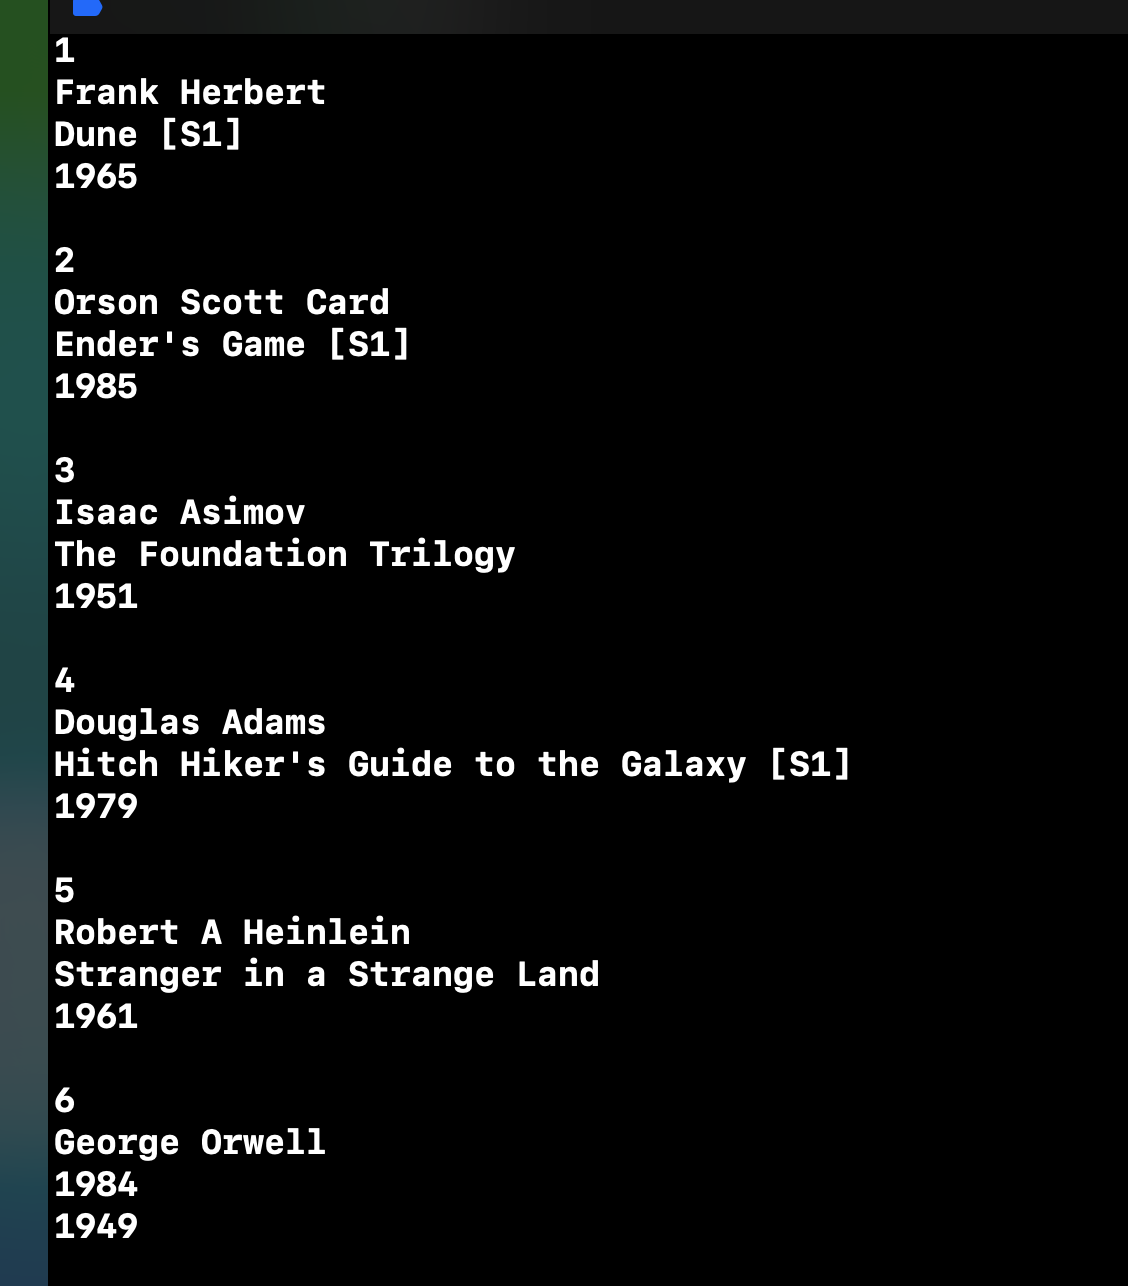 1
Frank Herbert
Dune [S1]
1965
2
Orson Scott Card
Ender's Game [S1]
1985
3
Isaac Asimov
The Foundation Trilogy
1951
4
Douglas Adams
Hitch Hiker's Guide to the Galaxy [S1]
1979
5
Robert A Heinlein
Stranger in a Strange Land
1961
6
George Orwell
1984
1949